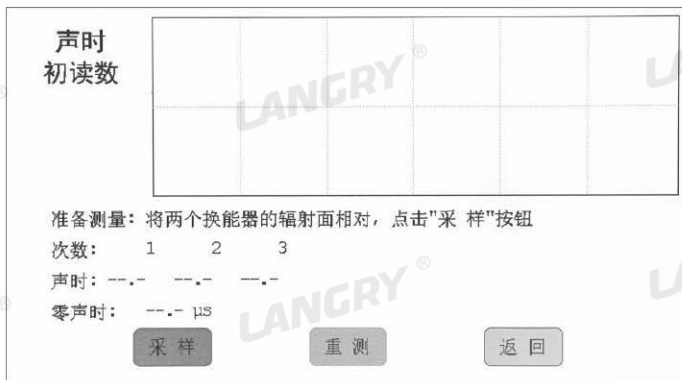 声时
初读数
LANGRY®
准备测量：将两个换能器的辐射面相对，点击"采 样"按钮
次数： 1 2 3
声时：--.- --.- --.-
零声时： --.- μs
LANGRY®
采 样 重 测 返 回